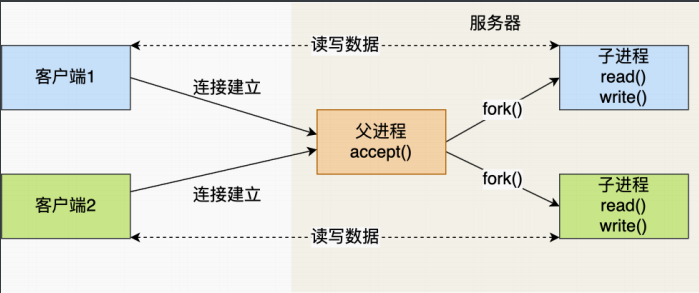 服务器
读写数据
客户端1
子进程
read()
write()
连接建立
fork()
父进程
accept()
fork()
客户端2
连接建立
子进程
read()
write()
读写数据